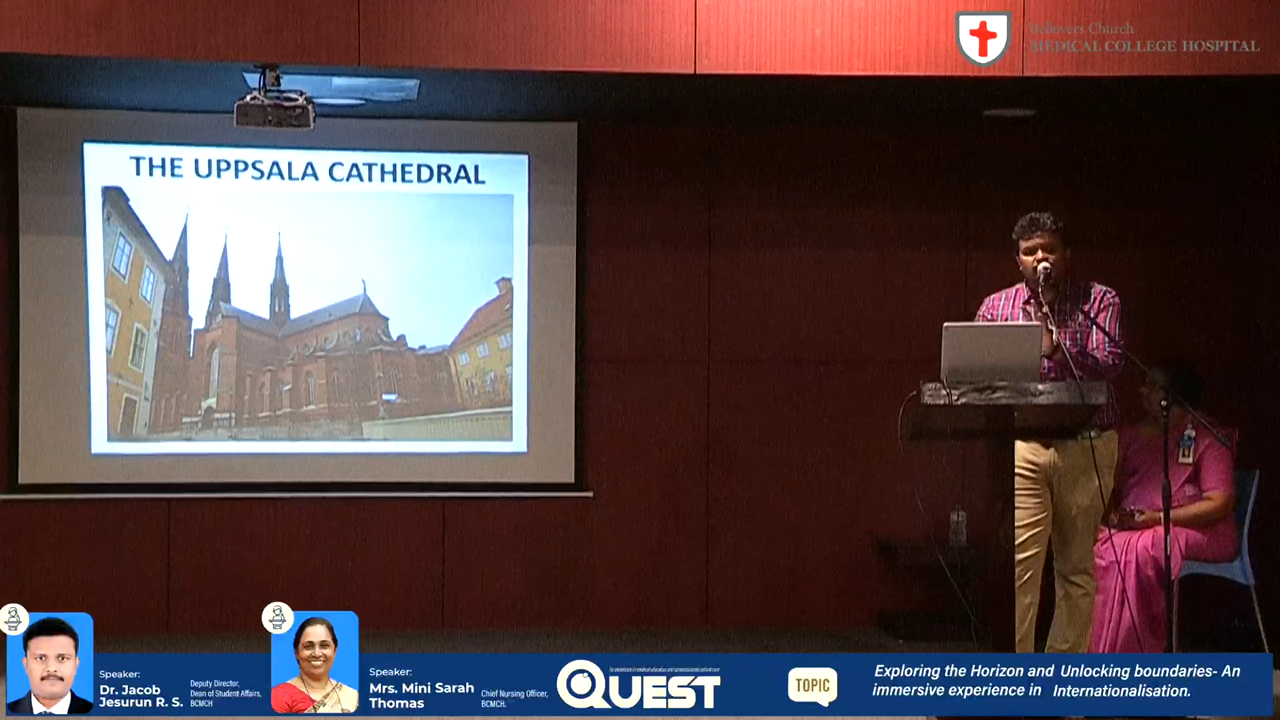 Believers Church
MEDICAL COLLEGE HOSPITAL
THE UPPSALA CATHEDRAL
Speaker:
Dr. Jacob
Jesurun R. S.
Deputy Director,
Dean of Student Affairs,
BCMCH
Speaker:
Mrs. Mini Sarah
Thomas
Chief Nursing Officer,
BCMCH.
QUEST
TOPIC
Exploring the Horizon and Unlocking boundaries- An
immersive experience in Internationalisation.